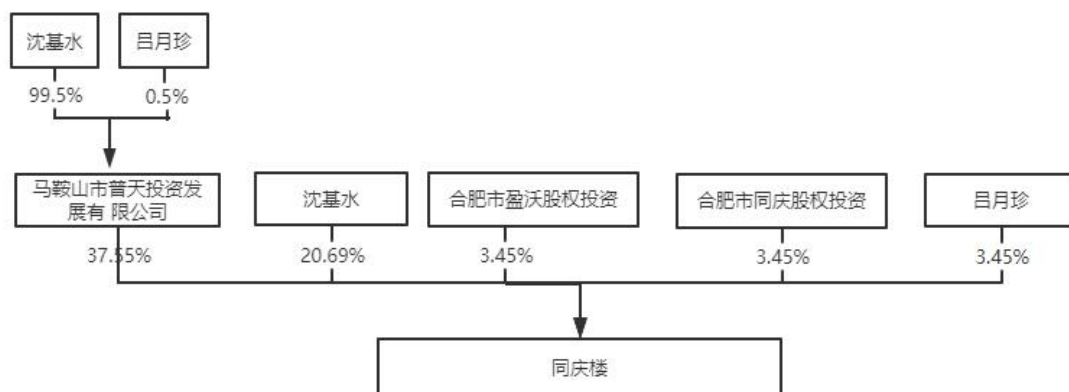 沈基水
吕月珍
99.5%
0.5%
马鞍山市普天投资发
展有 限公司
沈基水
合肥市盈沃股权投资
合肥市同庆股权投资
吕月珍
37.55%
20.69%
3.45%
3.45%
3.45%
同庆楼